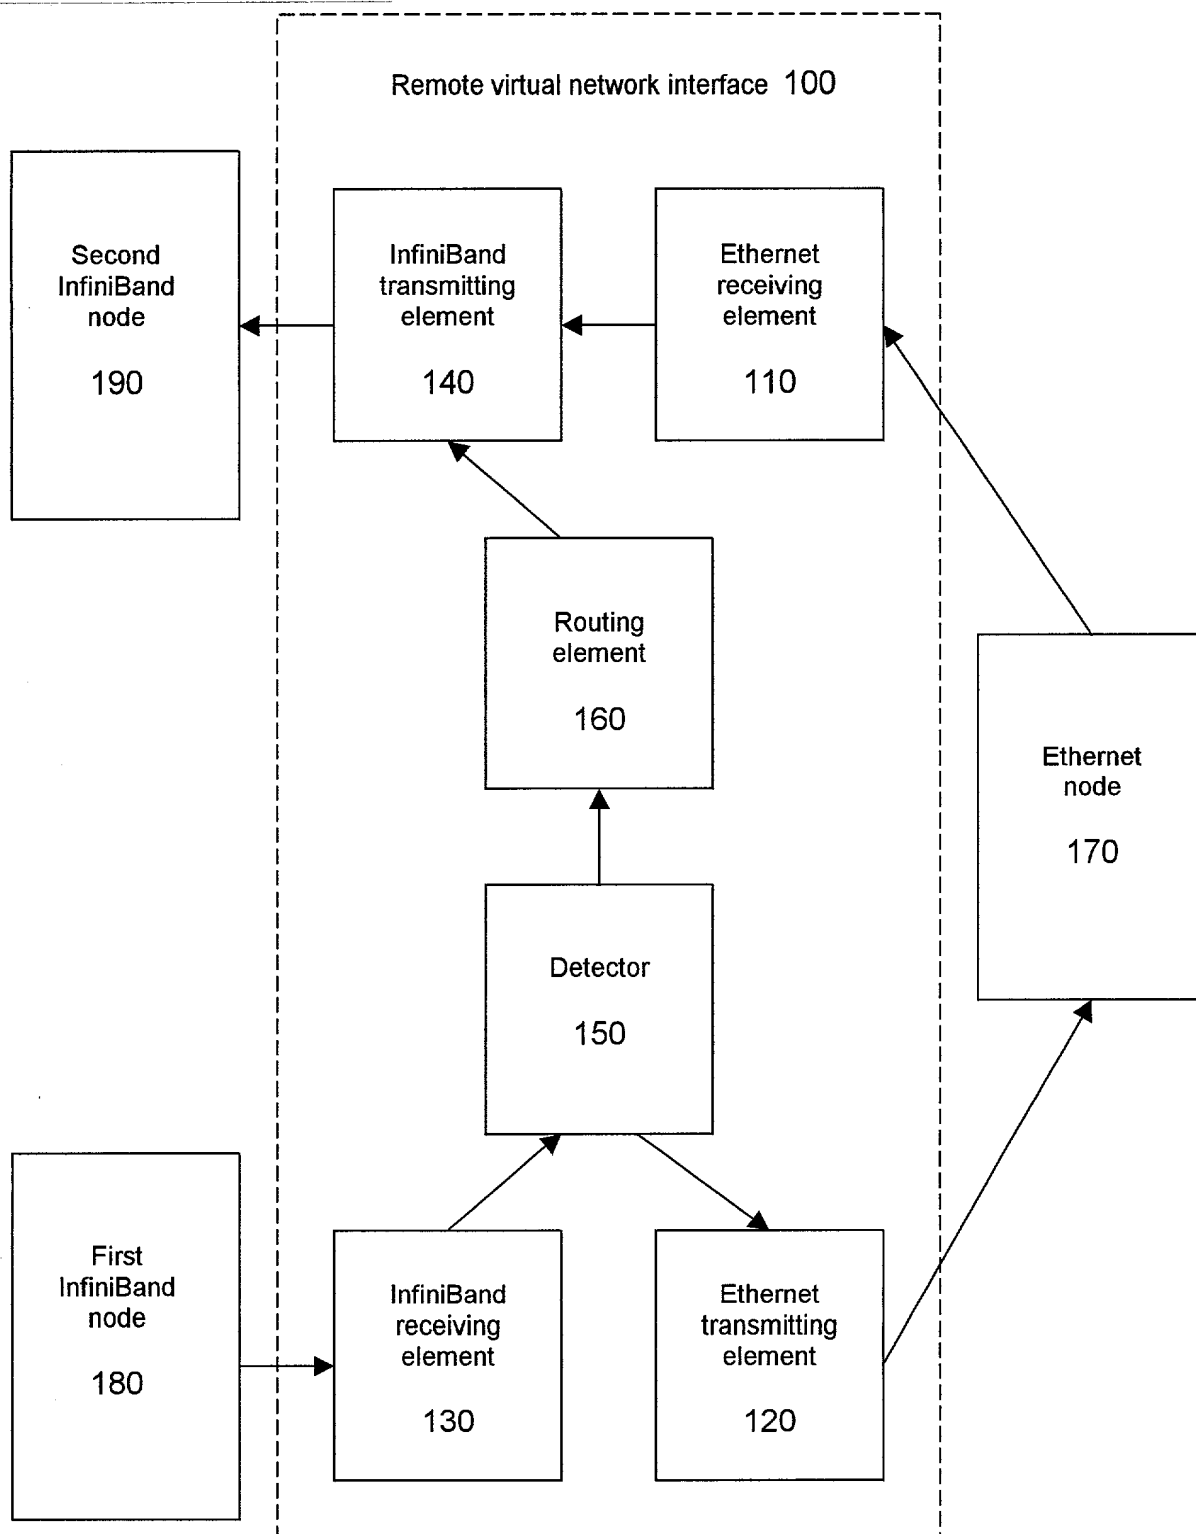 Remote virtual network interface 100
Second
InfiniBand
node
190
InfiniBand
transmitting
element
140
Ethernet
receiving
element
110
Routing
element
160
Ethernet
node
170
Detector
150
First
InfiniBand
node
180
InfiniBand
receiving
element
130
Ethernet
transmitting
element
120